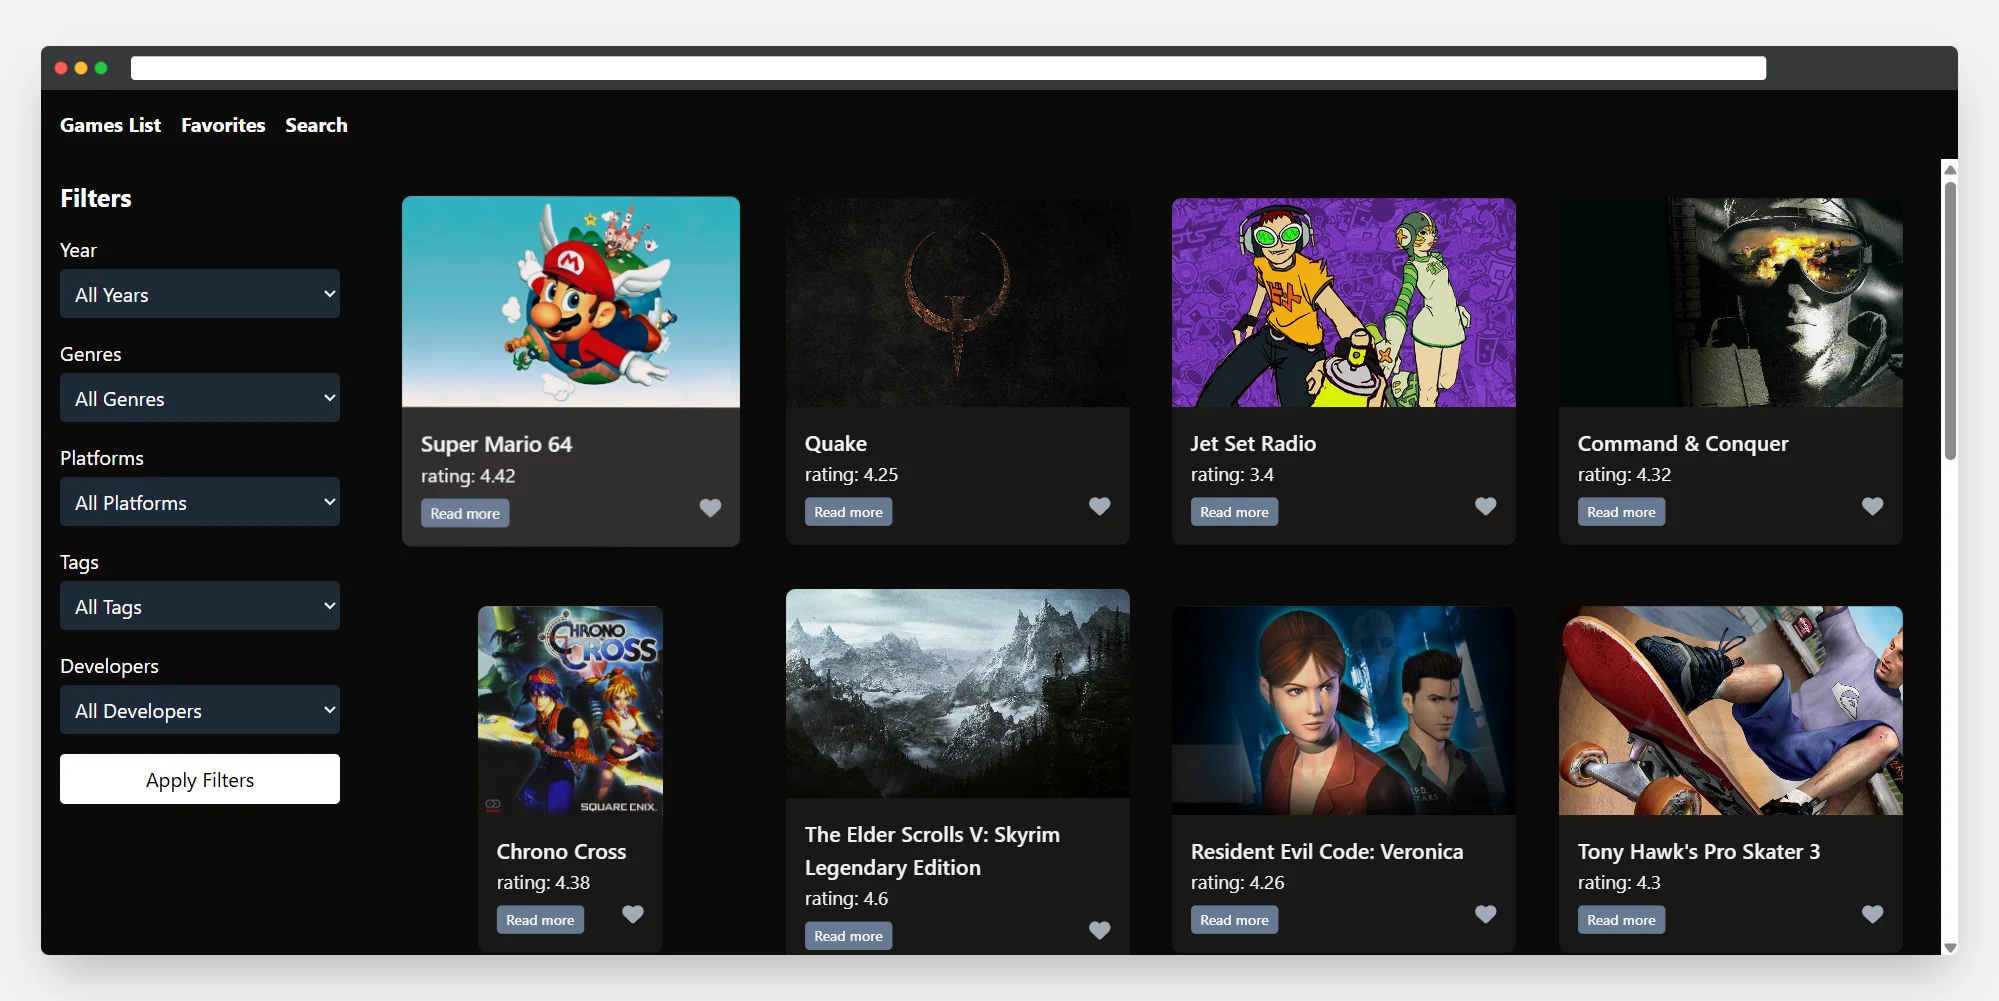 Games List Favorites Search
Filters
Year
All Years
Genres
All Genres
Platforms
All Platforms
Tags
All Tags
Developers
All Developers
Apply Filters
M
Super Mario 64
rating: 4.42
Read more
Quake
rating: 4.25
Read more
Jet Set Radio
rating: 3.4
Read more
Command & Conquer
rating: 4.32
Read more
CHRONO
CROSS
SQUARE ENIX
Chrono Cross
rating: 4.38
Read more
The Elder Scrolls V: Skyrim
Legendary Edition
rating: 4.6
Read more
S.T.A.R.S
Resident Evil Code: Veronica
rating: 4.26
Read more
Tony Hawk's Pro Skater 3
rating: 4.3
Read more